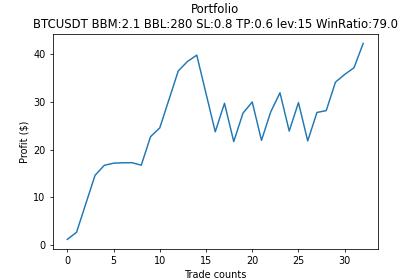 Portfolio
BTCUSDT BBM:2.1 BBL:280 SL:0.8 TP:0.6 lev:15 WinRatio:79.0
40
30
20
10
0
Profit ($)
0 5 10 15 20 25 30
Trade counts